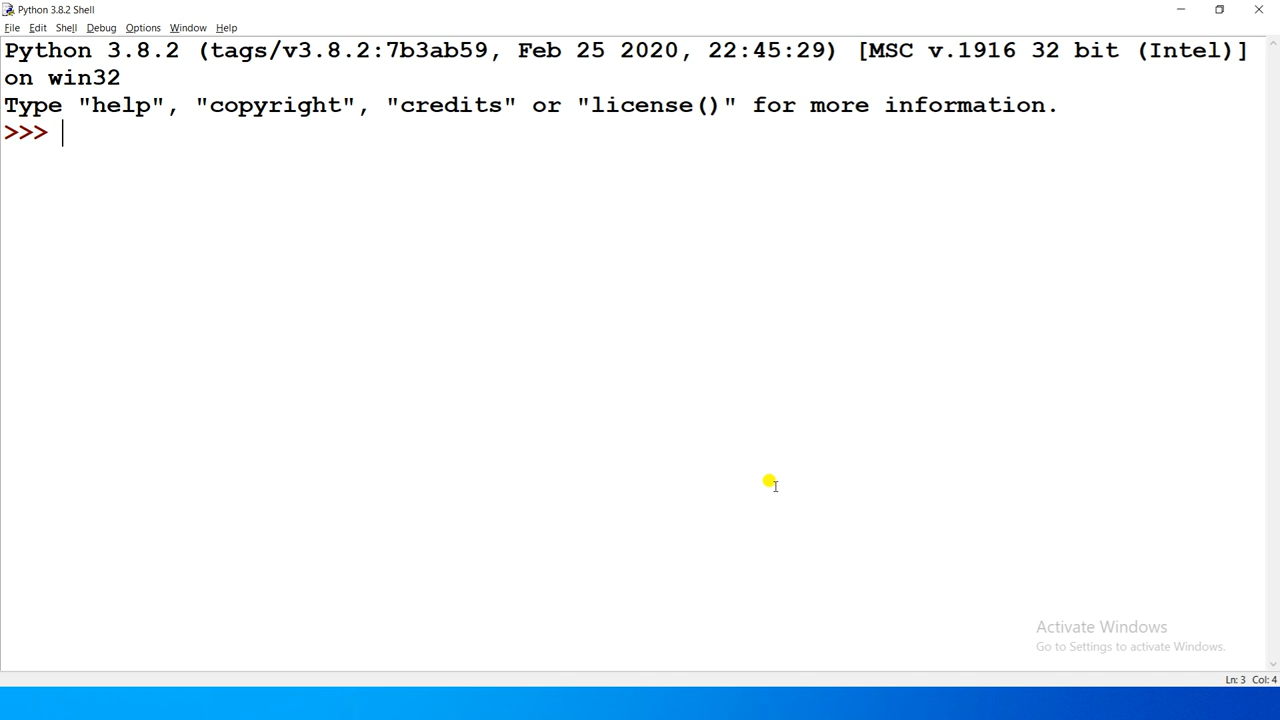 Python 3.8.2 Shell
File Edit Shell Debug Options Window Help
Python 3.8.2 (tags/v3.8.2:7b3ab59, Feb 25 2020, 22:45:29) [MSC v.1916 32 bit (Intel)]
on win32
Type "help", "copyright", "credits" or "license()" for more information.
>>>
Activate Windows
Go to Settings to activate Windows.
Ln: 3 Col: 4